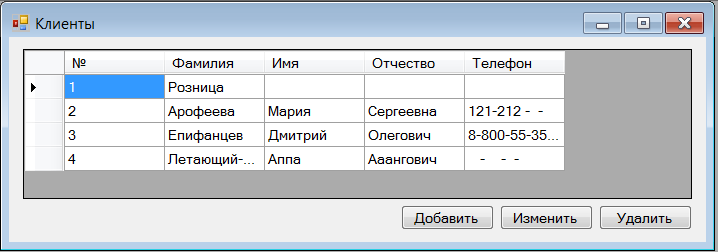 Клиенты
№ Фамилия Имя Отчество Телефон
1 Розница
2 Арофеева Мария Сергеевна 121-212 - -
3 Епифанцев Дмитрий Олегович 8-800-55-35...
4 Летающий-... Аппа Ааангович - - -
Добавить Изменить Удалить